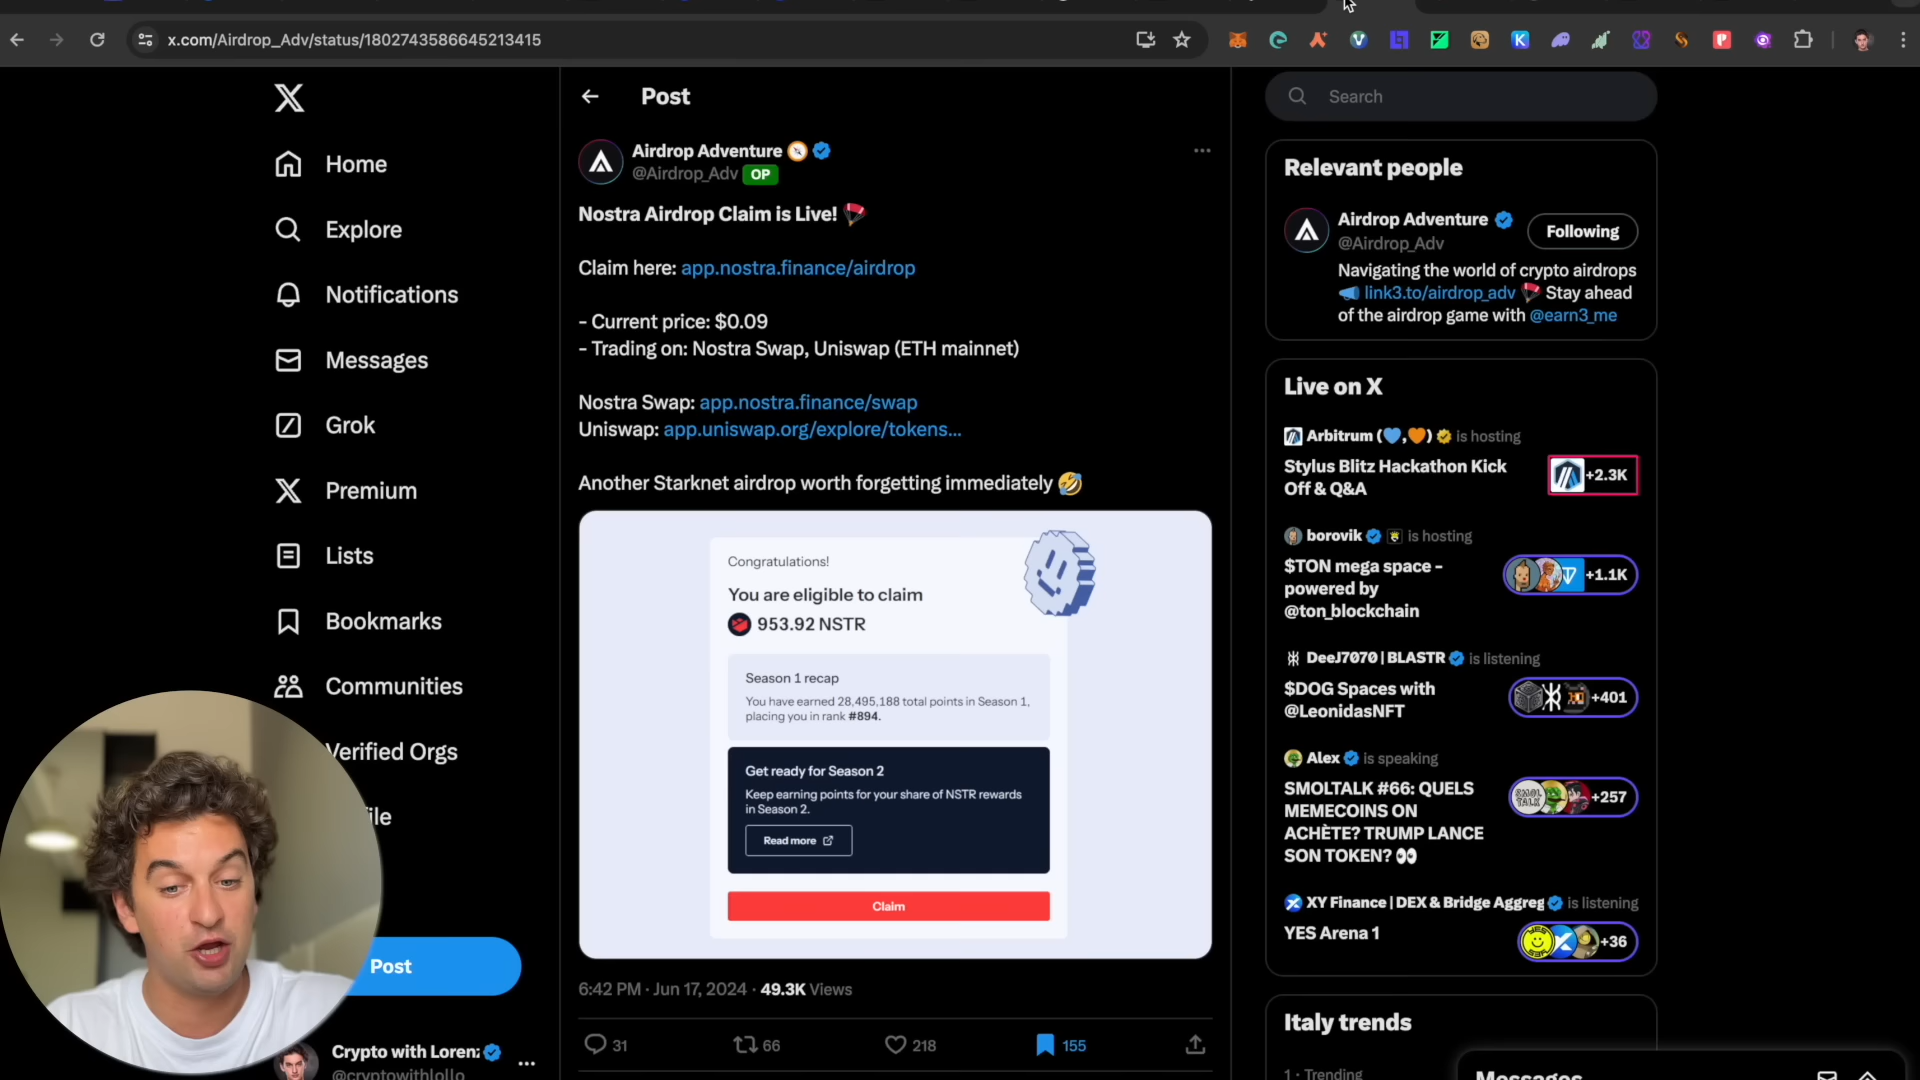 x.com/Airdrop_Adv/status/1802743586645213415
Home
Explore
Notifications
Messages
Grok
Premium
Lists
Bookmarks
Communities
Verified Orgs
Post
Crypto with Loren
@cryptowithlollo
Post
Airdrop Adventure
@Airdrop_Adv OP
Nostra Airdrop Claim is Live!
Claim here: app.nostra.finance/airdrop
- Current price: $0.09
- Trading on: Nostra Swap, Uniswap (ETH mainnet)
Nostra Swap: app.nostra.finance/swap
Uniswap: app.uniswap.org/explore/tokens...
Another Starknet airdrop worth forgetting immediately
Congratulations!
You are eligible to claim
953.92 NSTR
Season 1 recap
You have earned 28,495,188 total points in Season 1,
placing you in rank #894.
Get ready for Season 2
Keep earning points for your share of NSTR rewards
in Season 2.
Read more
Claim
6:42 PM · Jun 17, 2024 · 49.3K Views
31
66
218
155
Search
Relevant people
Airdrop Adventure
@Airdrop_Adv
Following
Navigating the world of crypto airdrops
link3.to/airdrop_adv Stay ahead
of the airdrop game with @earn3_me
Live on X
Arbitrum (💙,🧡) is hosting
Stylus Blitz Hackathon Kick
Off & Q&A
+2.3K
borovik is hosting
$TON mega space -
powered by
@ton_blockchain
+1.1K
DeeJ7070 | BLASTR is listening
$DOG Spaces with
@LeonidasNFT
+401
Alex is speaking
SMOLTALK #66: QUELS
MEMECOINS ON
ACHÈTE? TRUMP LANCE
SON TOKEN? 👀
+257
XY Finance | DEX & Bridge Aggreg is listening
YES Arena 1
+36
Italy trends
1 · Trending
Messages